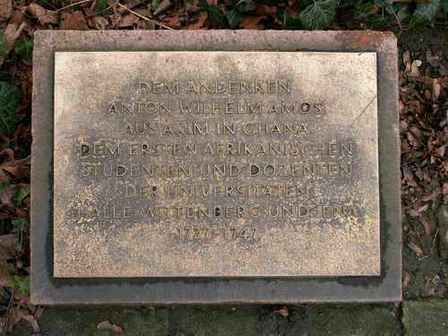 DEM ANDENKEN
ANTON WILHELM AMOS
AUS AXIM IN GHANA
DEM ERSTEN AFRIKANISCHEN
STUDENTEN UND DOZENTEN
DER UNIVERSITÄTEN
HALLE WITTENBERG UND JENA
1727-1747